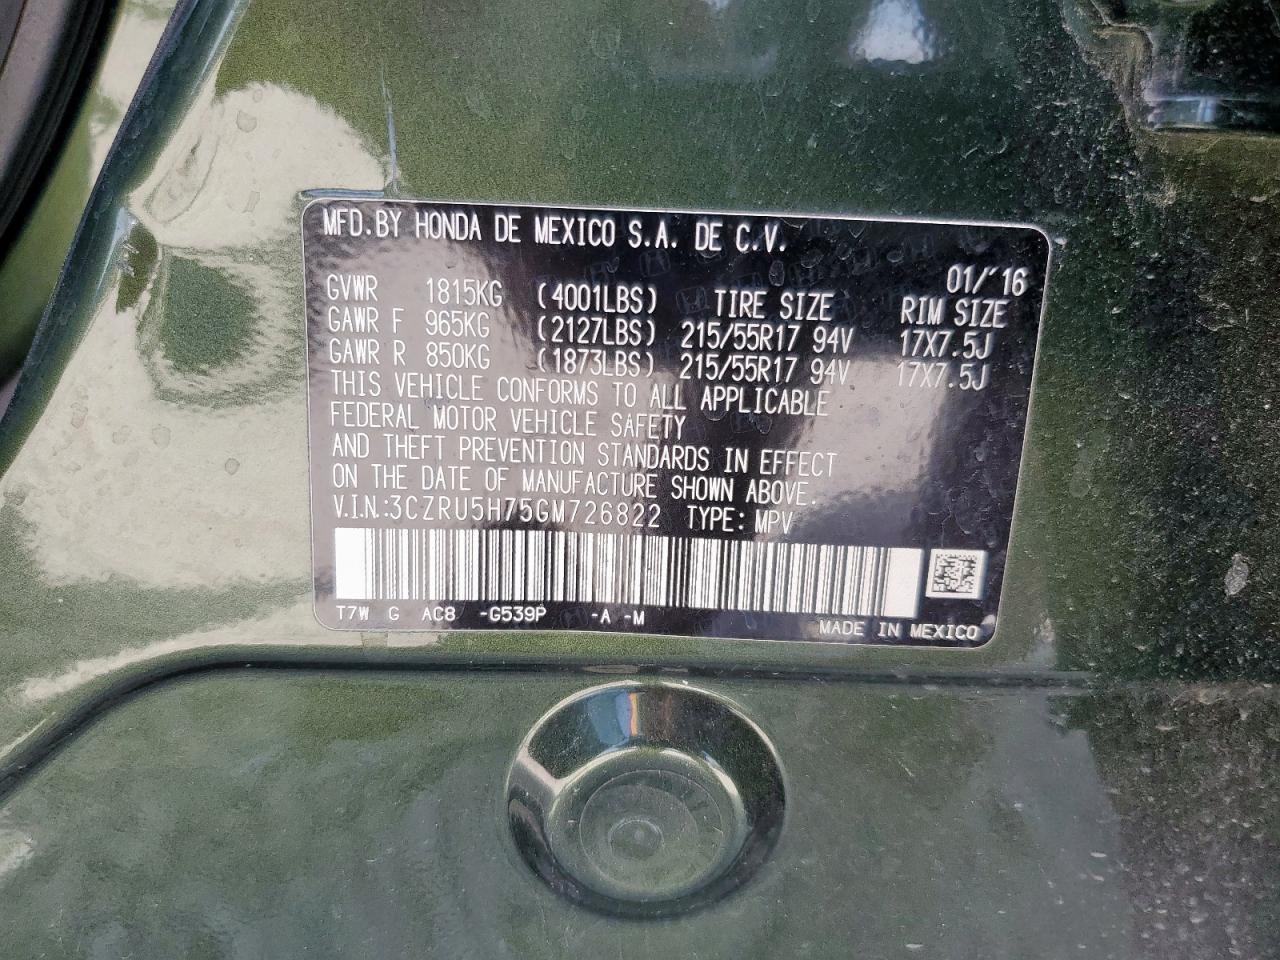 MFD.BY HONDA DE MEXICO S.A. DE C.V.
01/'16
GVWR 1815KG (4001LBS) TIRE SIZE RIM SIZE
GAWR F 965KG (2127LBS) 215/55R17 94V 17X7.5J
GAWR R 850KG (1873LBS) 215/55R17 94V 17X7.5J
THIS VEHICLE CONFORMS TO ALL APPLICABLE
FEDERAL MOTOR VEHICLE SAFETY
AND THEFT PREVENTION STANDARDS IN EFFECT
ON THE DATE OF MANUFACTURE SHOWN ABOVE.
V.I.N:3CZRU5H75GM726822 TYPE: MPV
T7W G AC8 -G539P -A -M
MADE IN MEXICO